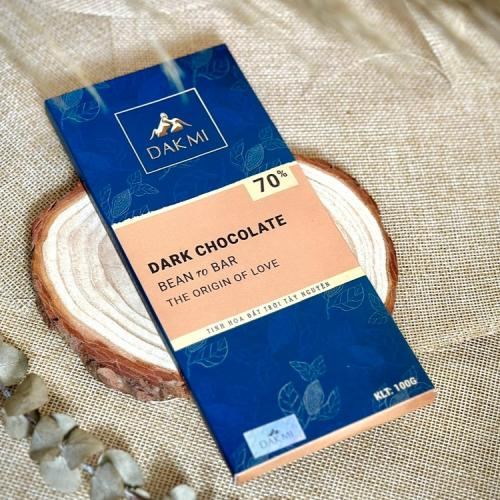 DAK MI
70%
DARK CHOCOLATE
BEAN TO BAR
THE ORIGIN OF LOVE
TINH HOA ĐẤT TRỜI TÂY NGUYÊN
KLT: 100G
DAK MI